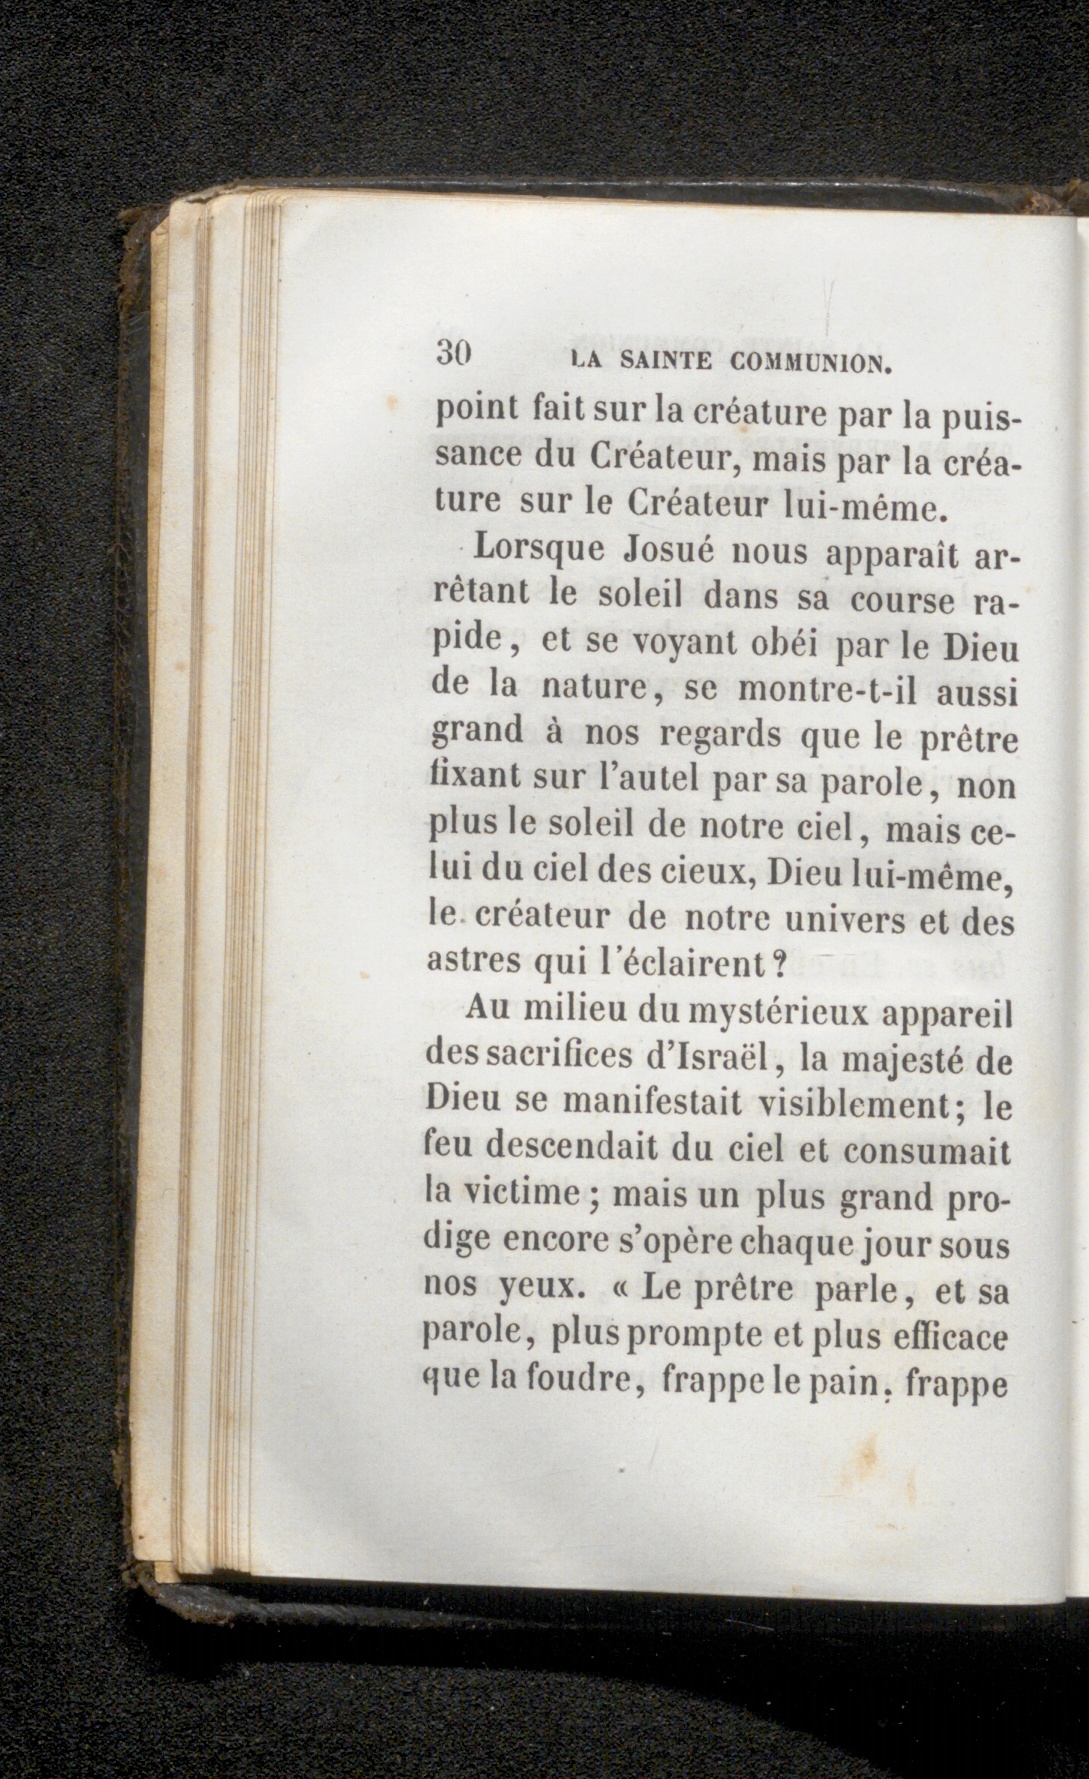 30 LA SAINTE COMMUNION.
point fait sur la créature par la puis-
sance du Créateur, mais par la créa-
ture sur le Créateur lui-même.
Lorsque Josué nous apparaît ar-
rêtant le soleil dans sa course ra-
pide, et se voyant obéi par le Dieu
de la nature, se montre-t-il aussi
grand à nos regards que le prêtre
fixant sur l'autel par sa parole, non
plus le soleil de notre ciel, mais ce-
lui du ciel des cieux, Dieu lui-même,
le créateur de notre univers et des
astres qui l'éclairent ?
Au milieu du mystérieux appareil
des sacrifices d'Israël, la majesté de
Dieu se manifestait visiblement; le
feu descendait du ciel et consumait
la victime ; mais un plus grand pro-
dige encore s'opère chaque jour sous
nos yeux. « Le prêtre parle, et sa
parole, plus prompte et plus efficace
que la foudre, frappe le pain, frappe